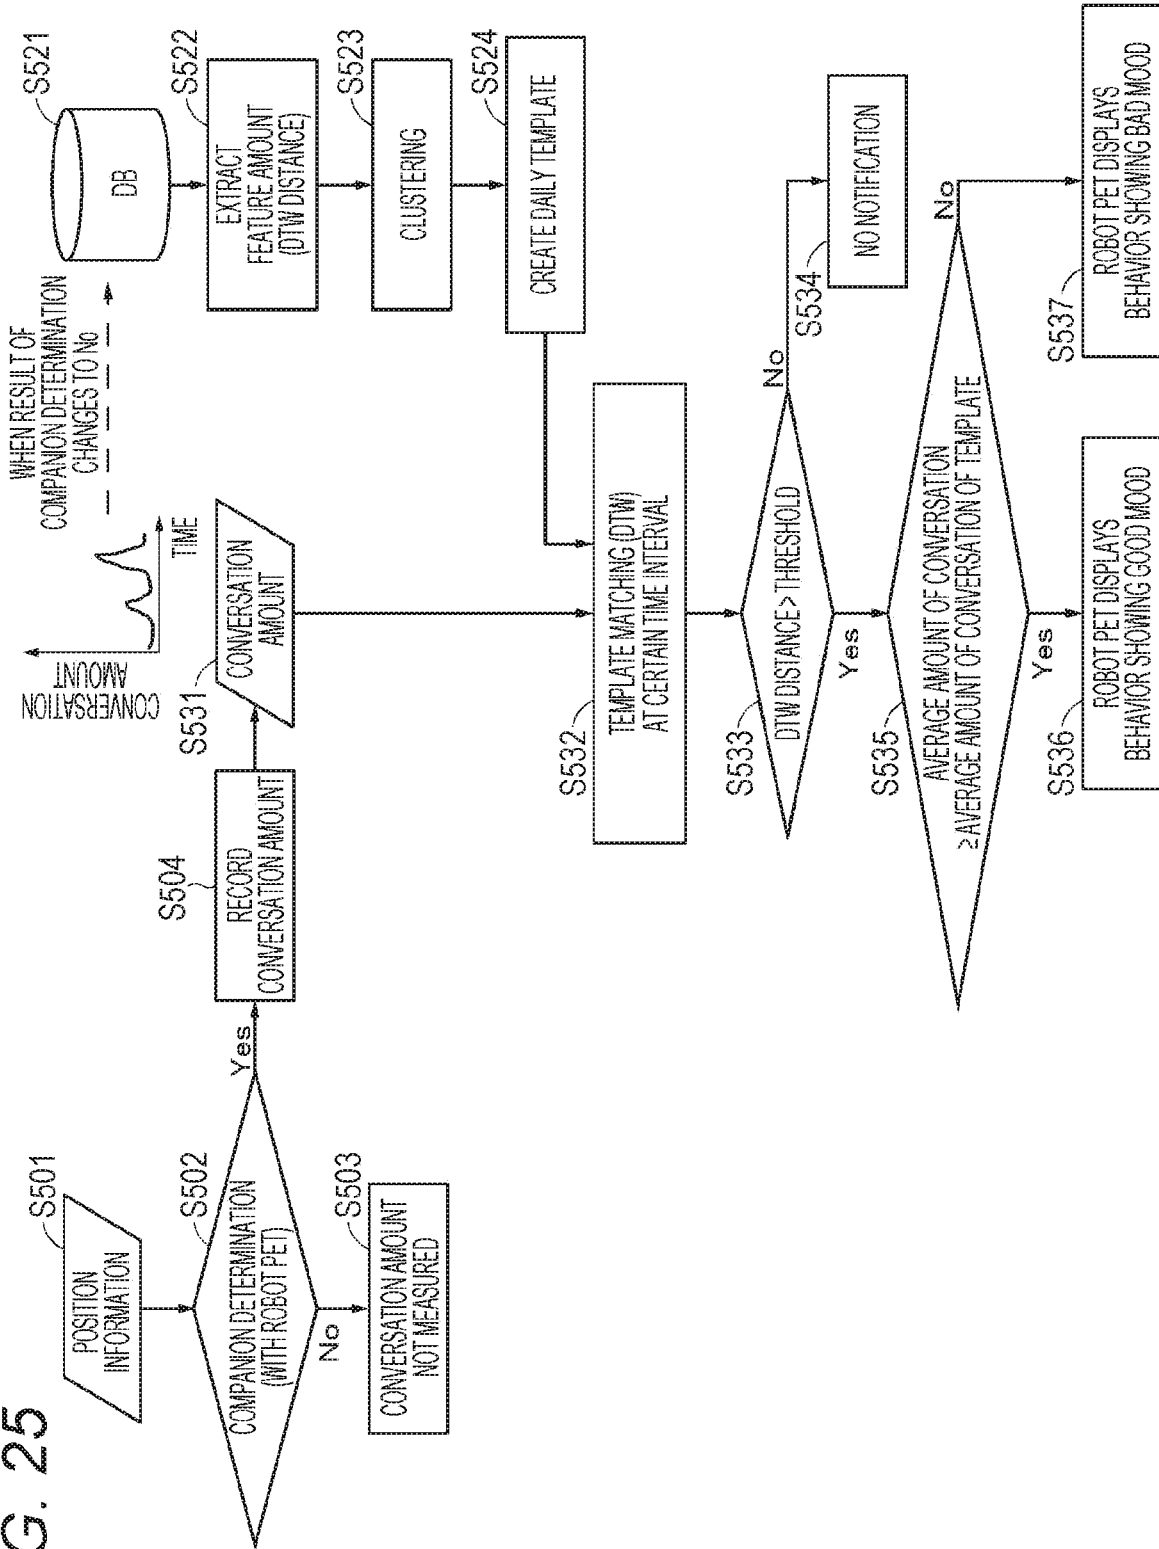 G. 25
S501
POSITION
INFORMATION
S502
COMPANION DETERMINATION
(WITH ROBOT PET)
Yes
No
S503
CONVERSATION AMOUNT
NOT MEASURED
S504
RECORD
CONVERSATION AMOUNT
CONVERSATION
AMOUNT
TIME
S531
CONVERSATION
AMOUNT
WHEN RESULT OF
COMPANION DETERMINATION
CHANGES TO No
S521
DB
S522
EXTRACT
FEATURE AMOUNT
(DTW DISTANCE)
S523
CLUSTERING
S524
CREATE DAILY TEMPLATE
S532
TEMPLATE MATCHING (DTW)
AT CERTAIN TIME INTERVAL
S533
DTW DISTANCE > THRESHOLD
No
Yes
S534
NO NOTIFICATION
S535
AVERAGE AMOUNT OF CONVERSATION
≥ AVERAGE AMOUNT OF CONVERSATION OF TEMPLATE
No
Yes
S536
ROBOT PET DISPLAYS
BEHAVIOR SHOWING GOOD MOOD
S537
ROBOT PET DISPLAYS
BEHAVIOR SHOWING BAD MOOD